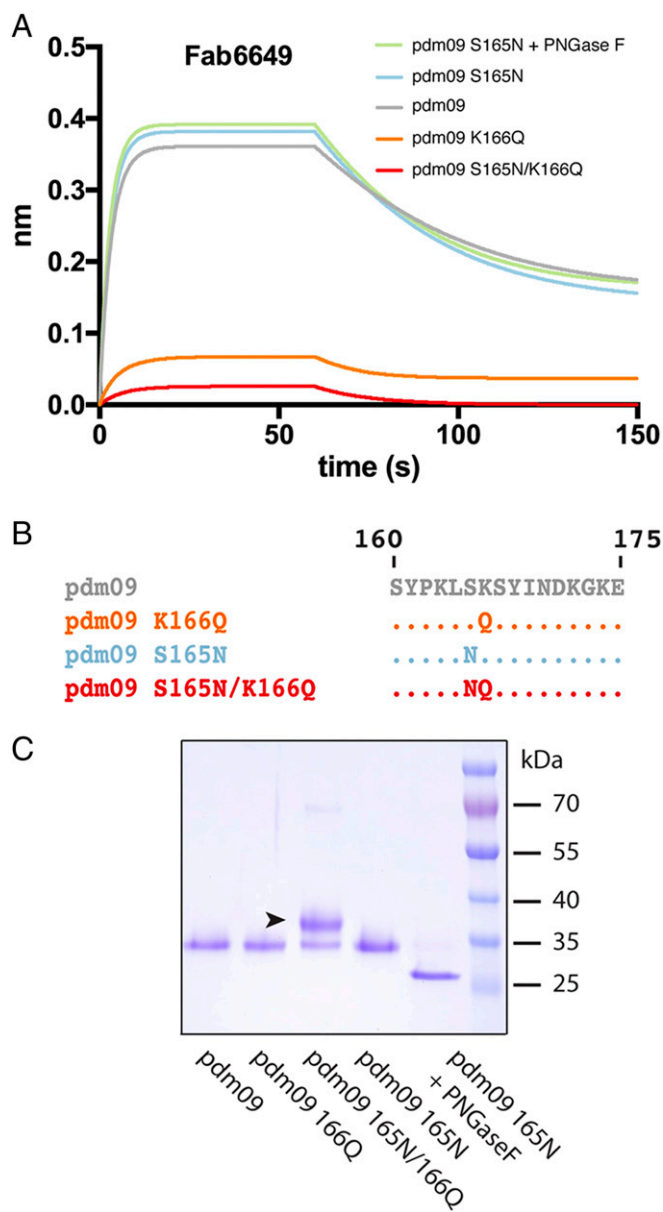 A
Fab6649
pdm09 S165N + PNGase F
pdm09 S165N
pdm09
pdm09 K166Q
pdm09 S165N/K166Q
nm
0.5
0.4
0.3
0.2
0.1
0.0
0
50
100
150
time (s)
B
160
175
pdm09 SYPKLSKSYINDKGKE
pdm09 K166Q ......Q.........
pdm09 S165N .....N..........
pdm09 S165N/K166Q .....NQ.........
C
kDa
70
55
40
35
25
pdm09
pdm09 166Q
pdm09 165N/166Q
pdm09 165N
pdm09 165N
+ PNGaseF